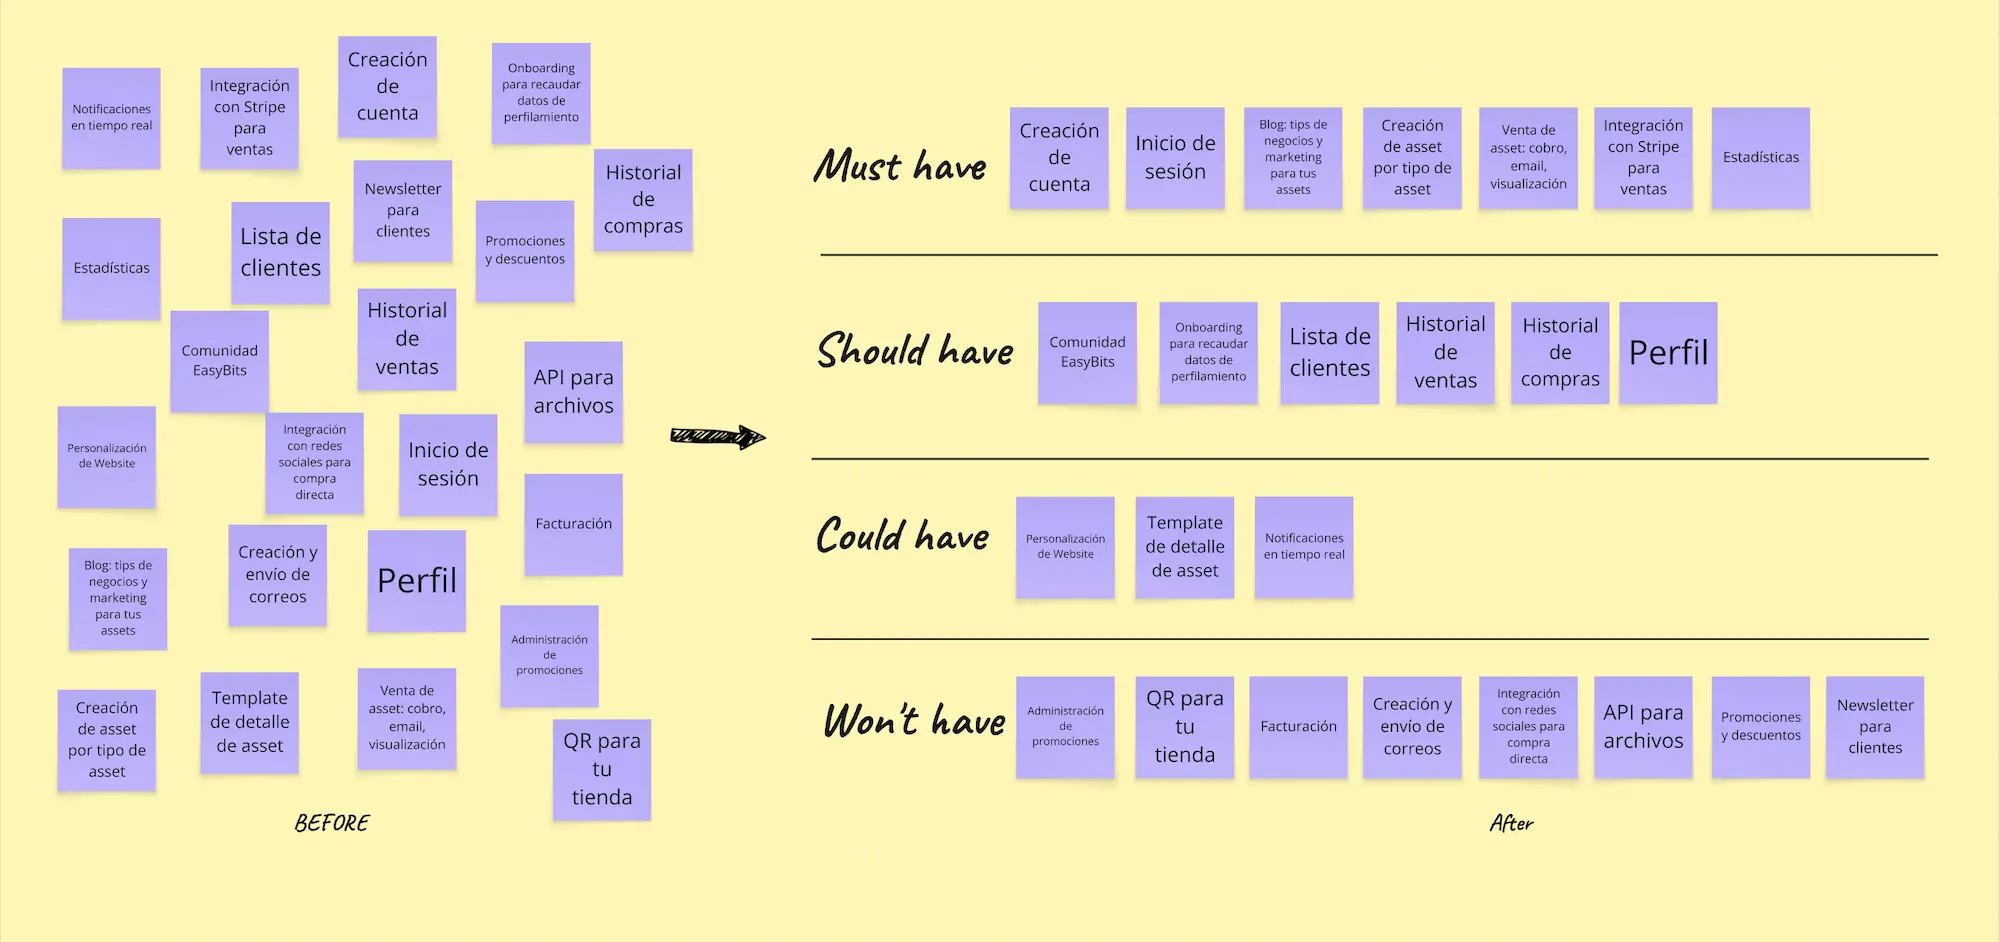 Notificaciones
en tiempo real
Integración
con Stripe
para
ventas
Creación
de
cuenta
Onboarding
para recaudar
datos de
perfilamiento
Historial
de
compras
Newsletter
para
clientes
Estadísticas
Lista de
clientes
Promociones
y descuentos
Comunidad
EasyBits
Historial
de
ventas
API para
archivos
Personalización
de Website
Integración
con redes
sociales para
compra
directa
Inicio de
sesión
Facturación
Blog: tips de
negocios y
marketing
para tus
assets
Creación y
envío de
correos
Perfil
Administración
de
promociones
Creación
de asset
por tipo de
asset
Template
de detalle
de asset
Venta de
asset: cobro,
email,
visualización
QR para
tu
tienda
BEFORE
Must have
Creación
de
cuenta
Inicio de
sesión
Blog: tips de
negocios y
marketing
para tus
assets
Creación
de asset
por tipo de
asset
Venta de
asset: cobro,
email,
visualización
Integración
con Stripe
para
ventas
Estadísticas
Should have
Comunidad
EasyBits
Onboarding
para recaudar
datos de
perfilamiento
Lista de
clientes
Historial
de
ventas
Historial
de
compras
Perfil
Could have
Personalización
de Website
Template
de detalle
de asset
Notificaciones
en tiempo real
Won't have
Administración
de
promociones
QR para
tu
tienda
Facturación
Creación y
envío de
correos
Integración
con redes
sociales para
compra
directa
API para
archivos
Promociones
y descuentos
Newsletter
para
clientes
After